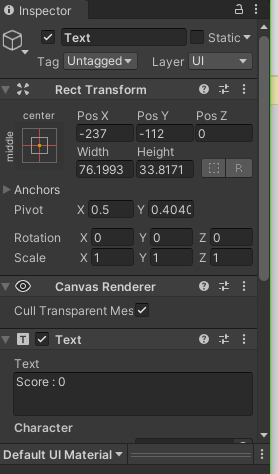 Inspector
Text
Static
Tag Untagged Layer UI
Rect Transform
center
middle
Pos X Pos Y Pos Z
-237 -112 0
Width Height
76.1993 33.8171
R
Anchors
Pivot X 0.5 Y 0.4040
Rotation X 0 Y 0 Z 0
Scale X 1 Y 1 Z 1
Canvas Renderer
Cull Transparent Mes
T Text
Text
Score : 0
Character
Default UI Material